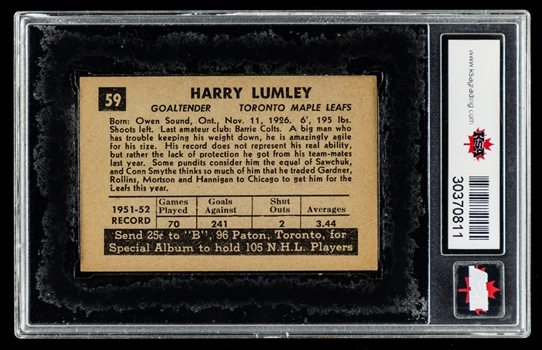 59
HARRY LUMLEY
GOALTENDER TORONTO MAPLE LEAFS
Born: Owen Sound, Ont., Nov. 11, 1926. 6', 195 lbs.
Shoots left. Last amateur club: Barrie Colts. A big man who
has trouble keeping his weight down, he is amazingly agile
for his size. His record does not represent his real ability,
but rather the lack of protection he got from his team-mates
last year. Some pundits consider him the equal of Sawchuk,
and Conn Smythe thinks so much of him that he traded Gardner,
Rollins, Mortson and Hannigan to Chicago to get him for the
Leafs this year.
1951-52 RECORD
Games Played Goals Against Shut Outs Averages
70 241 2 3.44
Send 25¢ to "B", 96 Paton, Toronto, for
Special Album to hold 105 N.H.L. Players
www.ksagrading.com
KSA
30370811